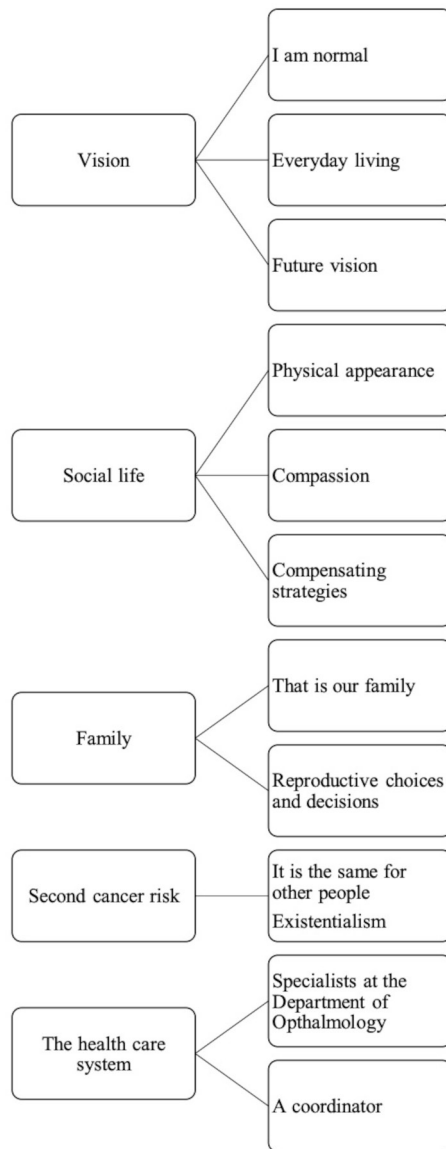 I am normal
Vision
Everyday living
Future vision
Physical appearance
Social life
Compassion
Compensating
strategies
That is our family
Family
Reproductive choices
and decisions
Second cancer risk
It is the same for
other people
Existentialism
Specialists at the
Department of
Opthalmology
The health care
system
A coordinator